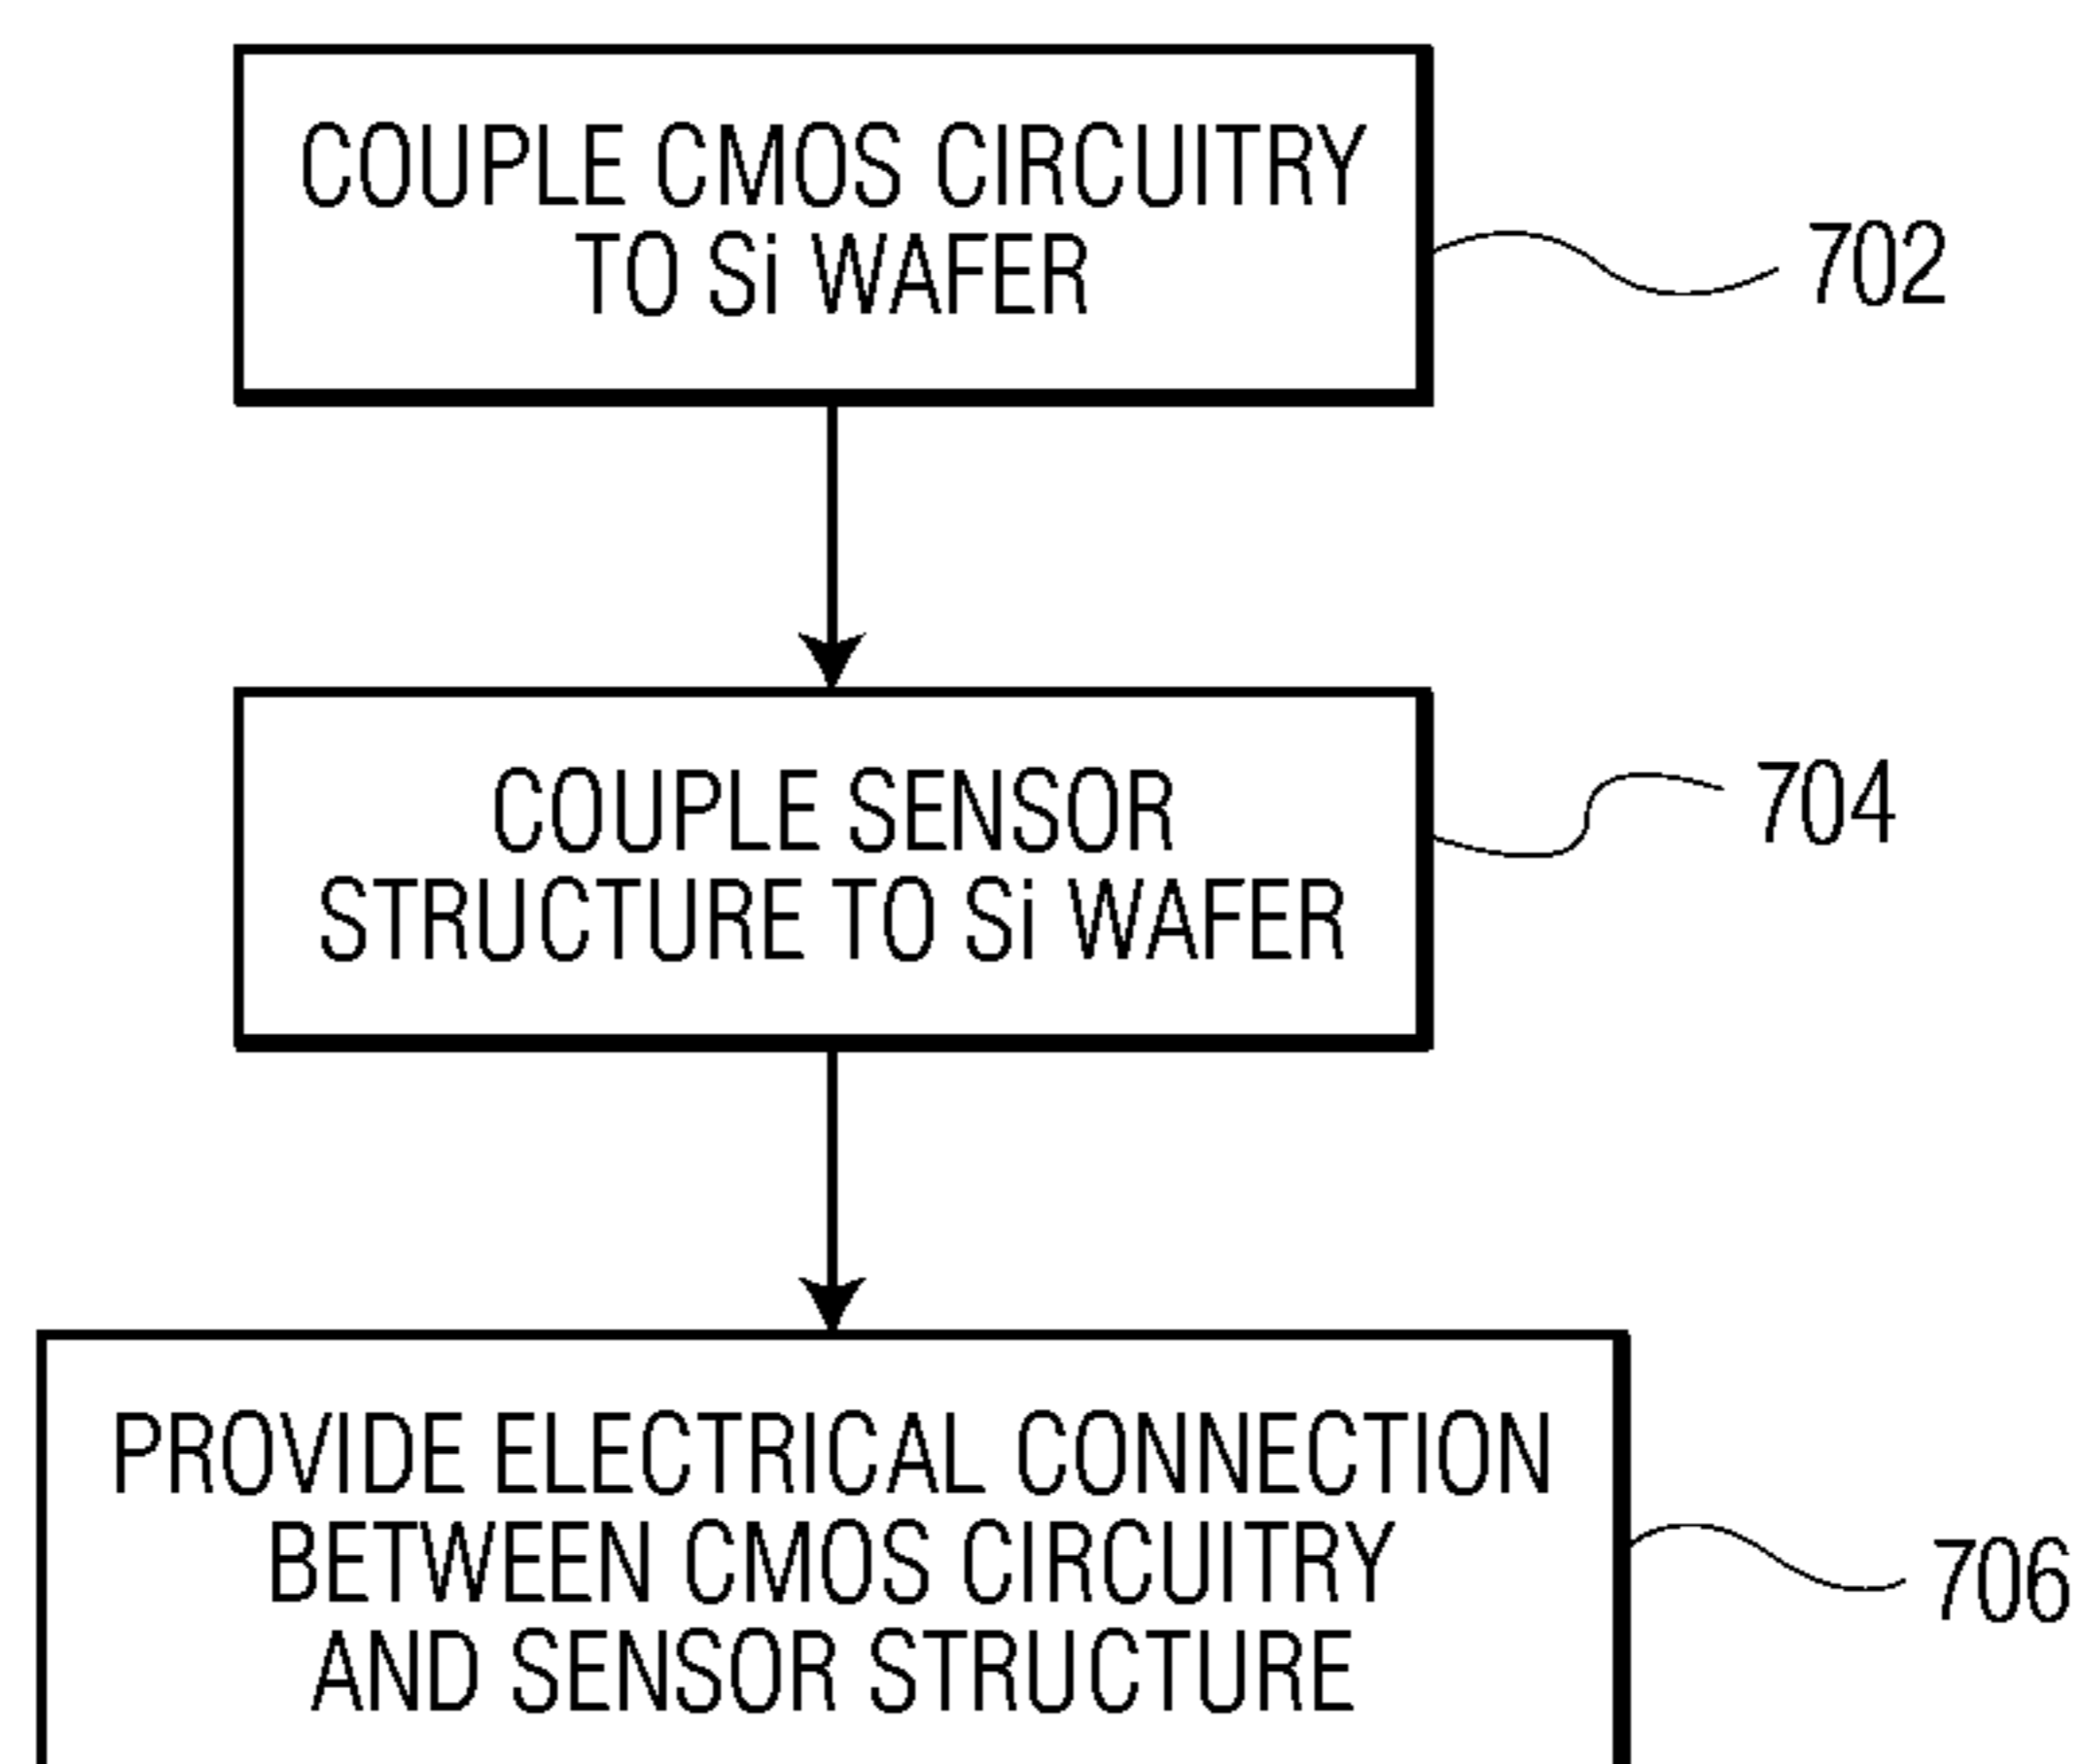 COUPLE CMOS CIRCUITRY
TO Si WAFER
702
COUPLE SENSOR
STRUCTURE TO Si WAFER
704
PROVIDE ELECTRICAL CONNECTION
BETWEEN CMOS CIRCUITRY
AND SENSOR STRUCTURE
706